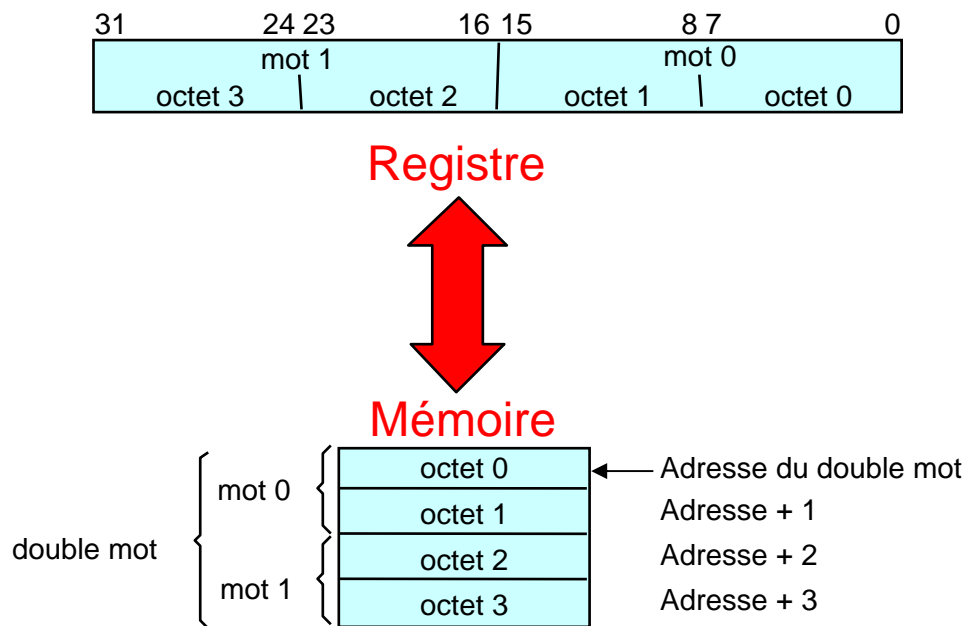 31 24 23 16 15 8 7 0
mot 1 mot 0
octet 3 octet 2 octet 1 octet 0
Registre
Mémoire
octet 0 Adresse du double mot
mot 0
octet 1 Adresse + 1
double mot
octet 2 Adresse + 2
mot 1
octet 3 Adresse + 3